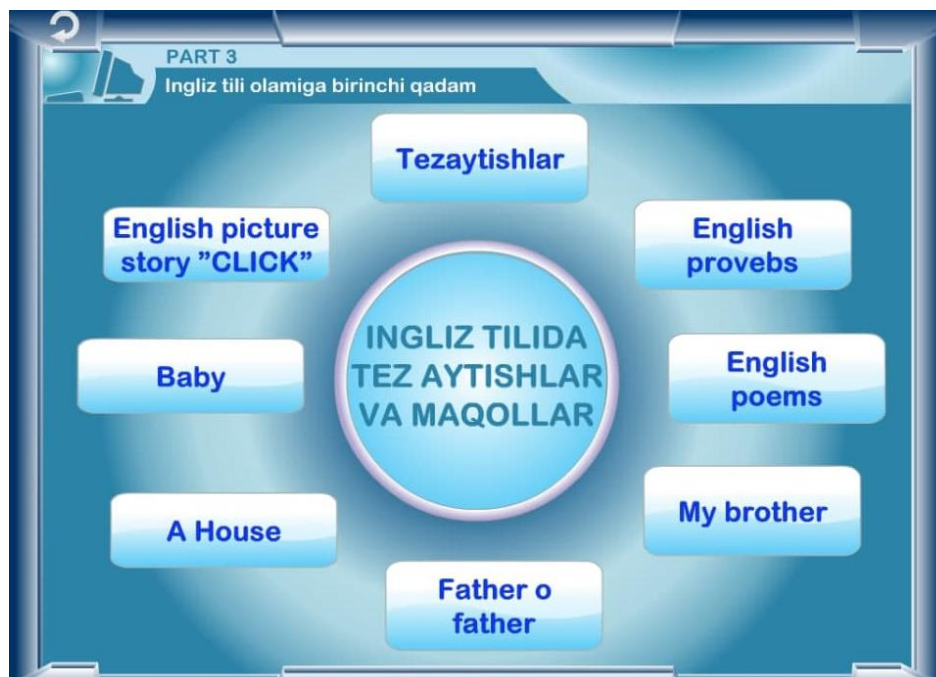 PART 3
Ingliz tili olamiga birinchi qadam
Tezaytishlar
English picture
story ”CLICK”
English
provebs
INGLIZ TILIDA
TEZ AYTISHLAR
VA MAQOLLAR
Baby
English
poems
A House
My brother
Father o
father